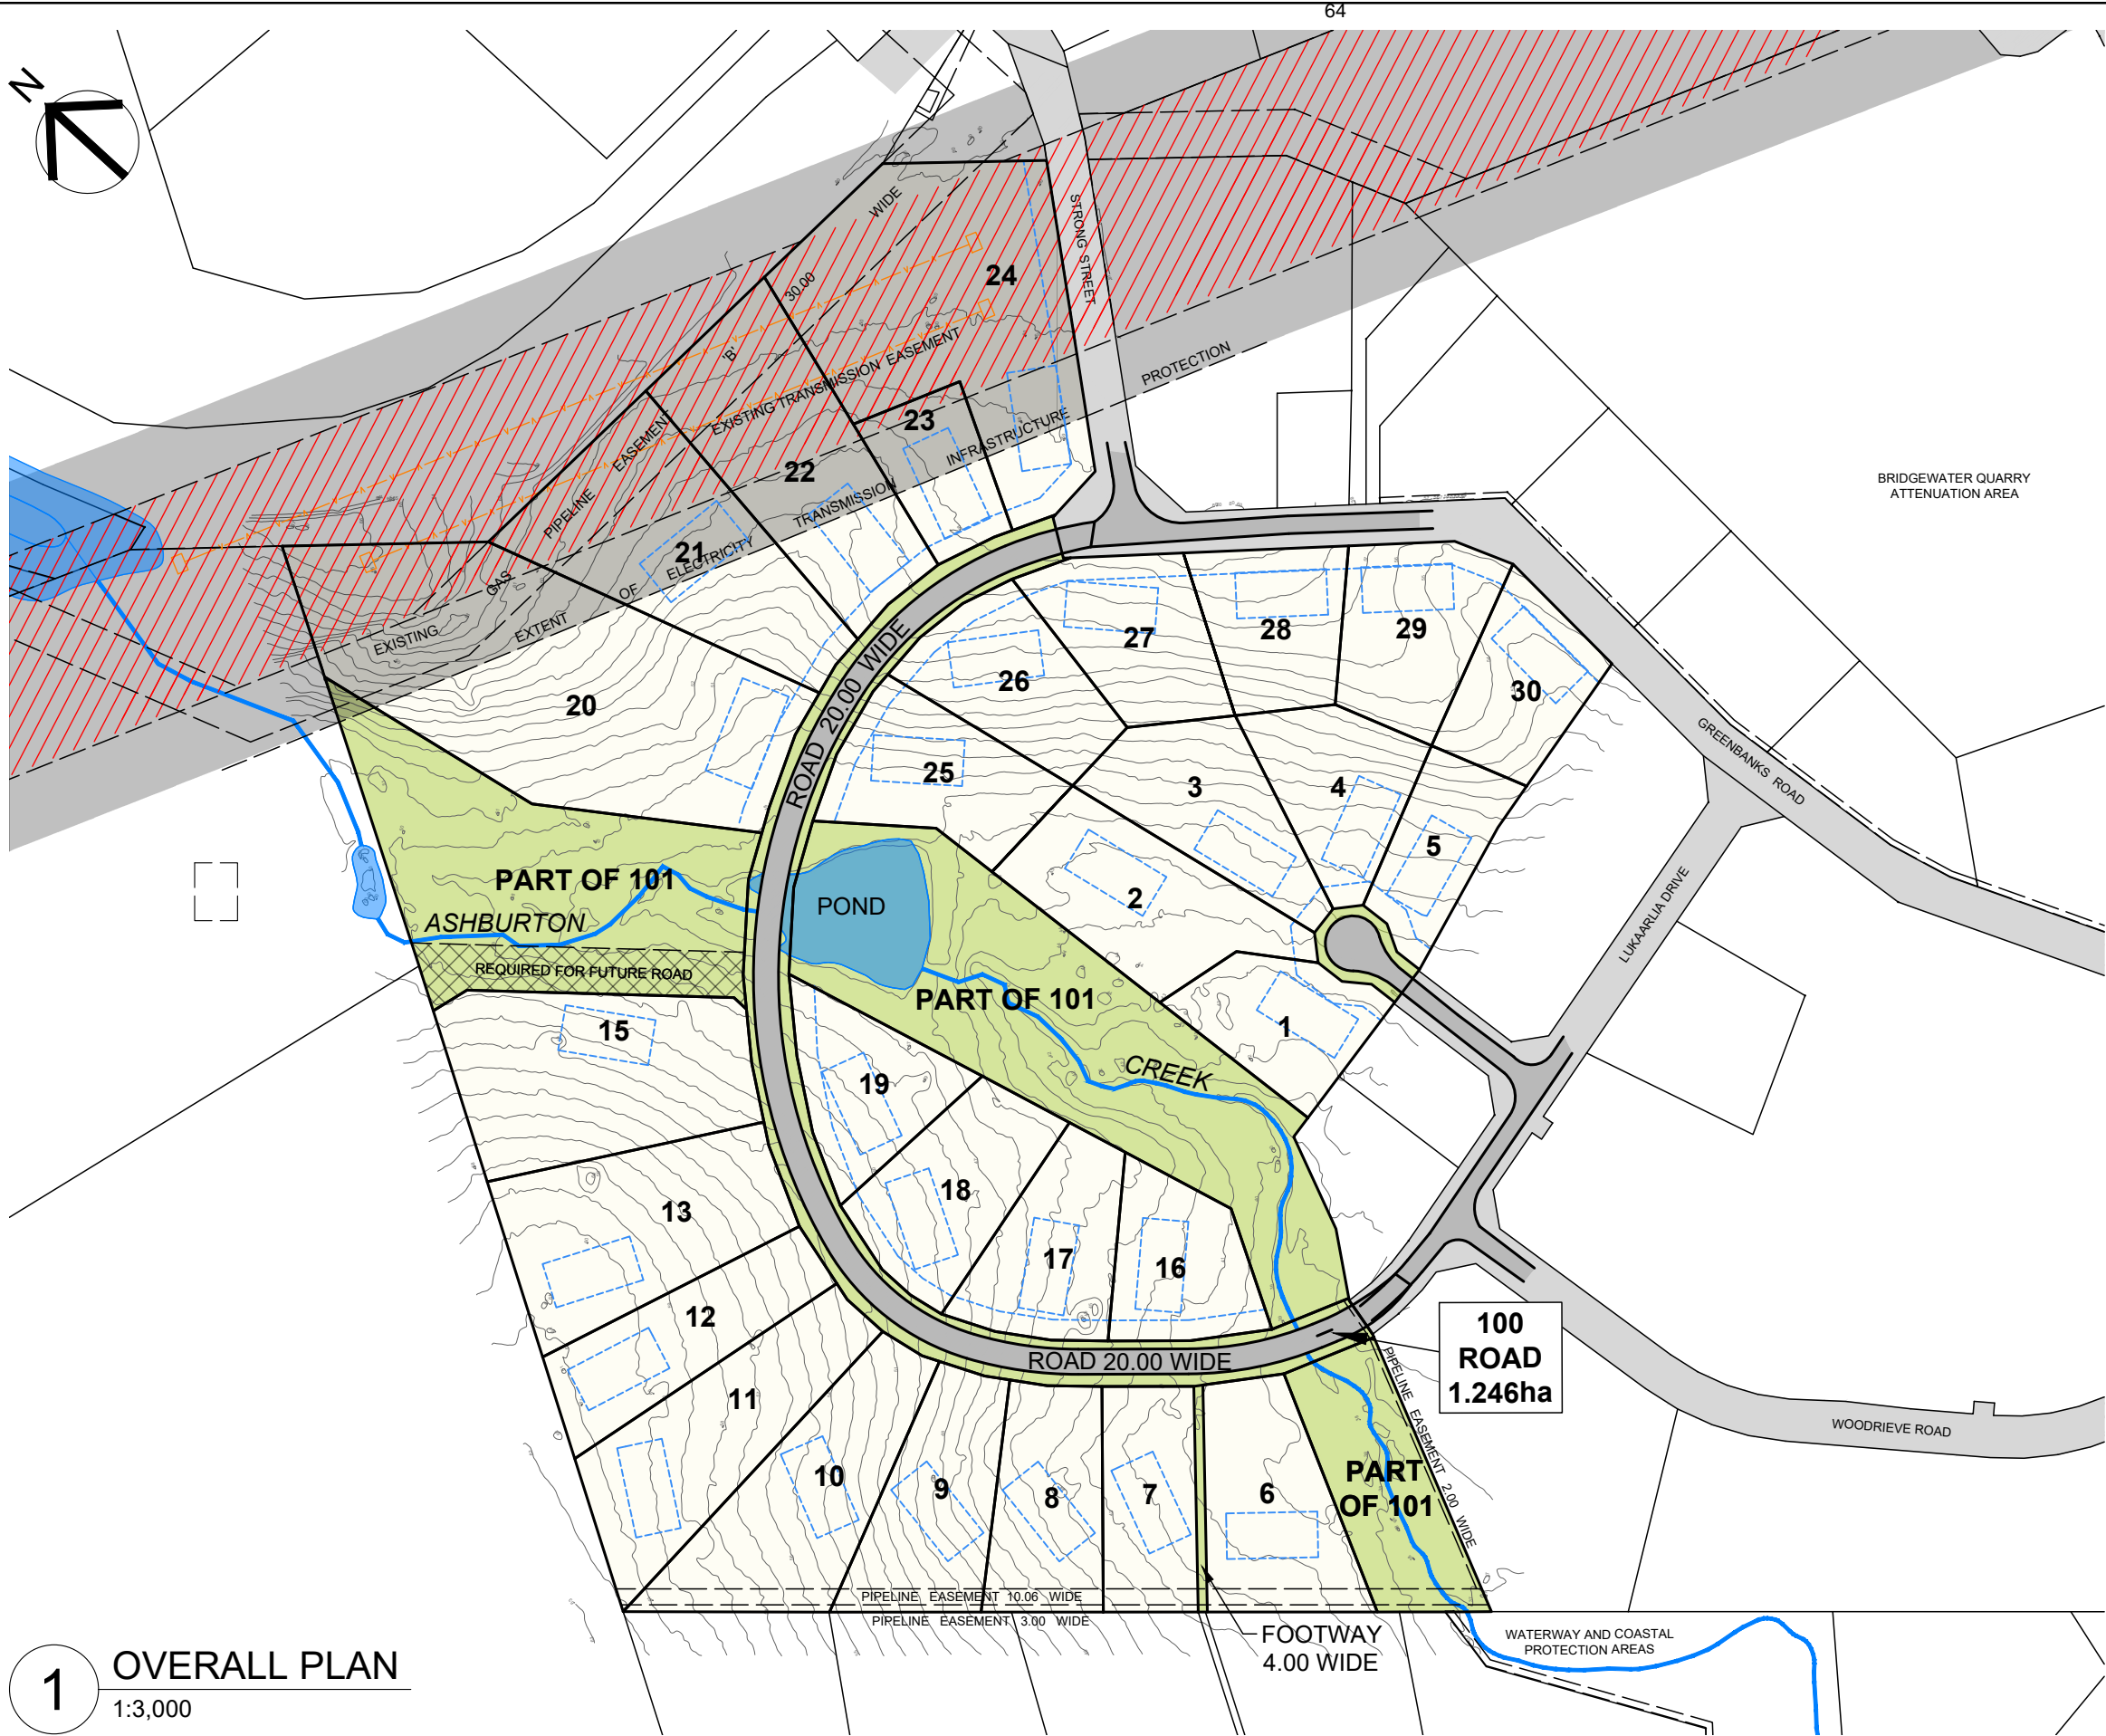 64
N
WIDE
STRONG STREET
24
30.00
'B'
EXISTING TRANSMISSION EASEMENT
PROTECTION
23
INFRASTRUCTURE
EASEMENT
22
BRIDGEWATER QUARRY
ATTENUATION AREA
PIPELINE
TRANSMISSION
21
ELECTRICITY
GAS
OF
EXISTING
EXTENT
27
28
29
26
30
20
ROAD 20.00 WIDE
25
3
4
GREENBANKS ROAD
5
PART OF 101
2
POND
ASHBURTON
LUKAARLIA DRIVE
REQUIRED FOR FUTURE ROAD
PART OF 101
15
1
CREEK
19
18
13
17
16
12
100
ROAD
1.246ha
ROAD 20.00 WIDE
11
PIPELINE EASEMENT 2.00 WIDE
WOODRIEVE ROAD
10
9
8
7
6
PART
OF 101
PIPELINE EASEMENT 10.06 WIDE
PIPELINE EASEMENT 3.00 WIDE
FOOTWAY
4.00 WIDE
WATERWAY AND COASTAL
PROTECTION AREAS
1
OVERALL PLAN
1:3,000